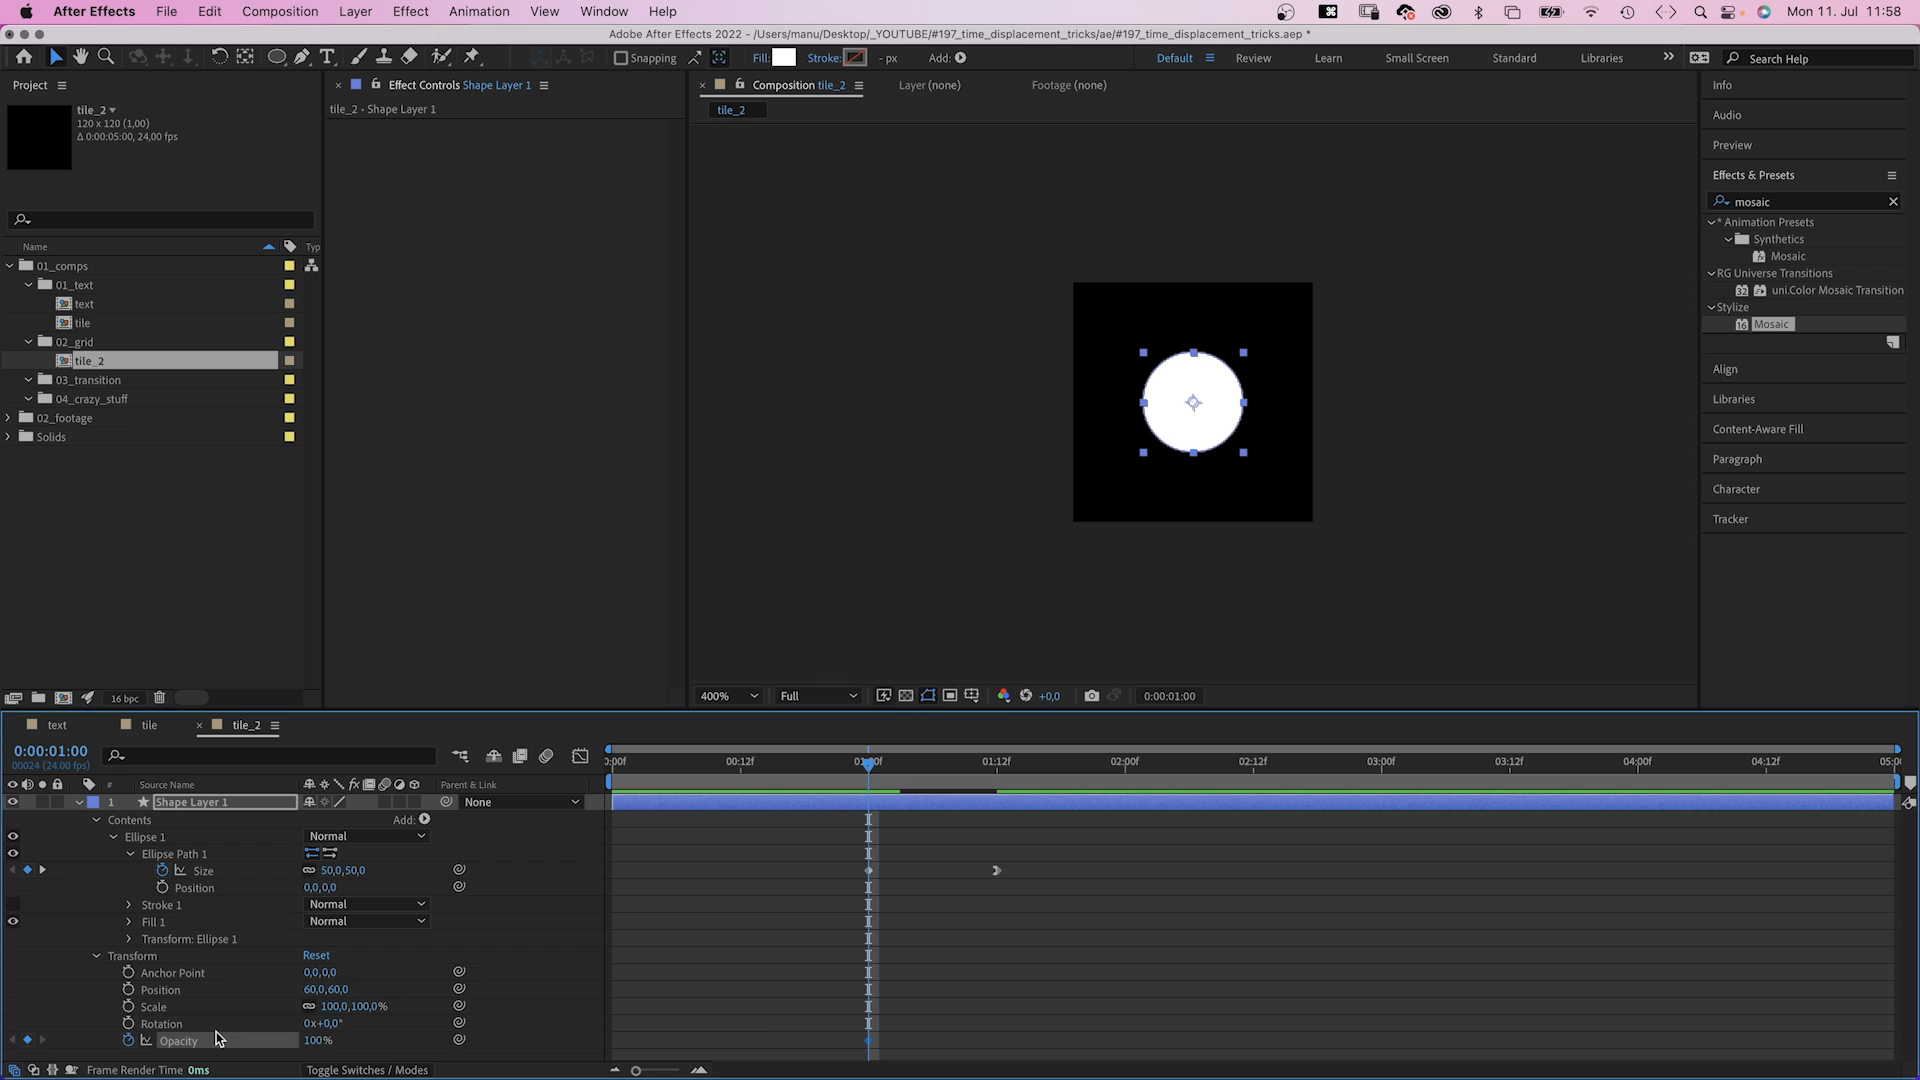 After Effects File Edit Composition Layer Effect Animation View Window Help
Mon 11. Jul 11:58
Adobe After Effects 2022 - /Users/manu/Desktop/_YOUTUBE/#197_time_displacement_tricks/ae/#197_time_displacement_tricks.aep *
Snapping Fill: Stroke: - px Add:
Default Review Learn Small Screen Standard Libraries Search Help
Project
tile_2
120 x 120 (1,00)
Δ 0:00:05:00, 24,00 fps
Name Typ
01_comps
01_text
text
tile
02_grid
tile_2
03_transition
04_crazy_stuff
02_footage
Solids
16 bpc
Effect Controls Shape Layer 1
tile_2 • Shape Layer 1
Composition tile_2 Layer (none) Footage (none)
tile_2
400% Full +0,0 0:00:01:00
Info
Audio
Preview
Effects & Presets
mosaic
* Animation Presets
Synthetics
Mosaic
RG Universe Transitions
32 uni.Color Mosaic Transition
Stylize
16 Mosaic
Align
Libraries
Content-Aware Fill
Paragraph
Character
Tracker
text tile tile_2
0:00:01:00
00024 (24.00 fps)
# Source Name fx Parent & Link
1 Shape Layer 1 None
Contents Add:
Ellipse 1 Normal
Ellipse Path 1
Size 50,0,50,0
Position 0,0,0,0
Stroke 1 Normal
Fill 1 Normal
Transform: Ellipse 1
Transform Reset
Anchor Point 0,0,0,0
Position 60,0,60,0
Scale 100,0,100,0%
Rotation 0x+0,0°
Opacity 100%
:00f 00:12f 01:00f 01:12f 02:00f 02:12f 03:00f 03:12f 04:00f 04:12f 05:0
Frame Render Time 0ms Toggle Switches / Modes